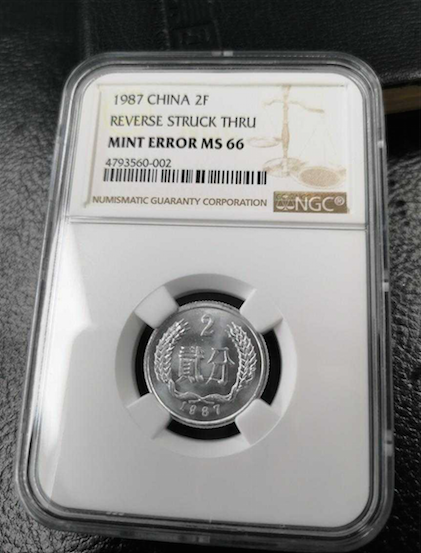 1987 CHINA 2F
REVERSE STRUCK THRU
MINT ERROR MS 66
4793560-002
NUMISMATIC GUARANTY CORPORATION
NGC®
2
贰分
1987